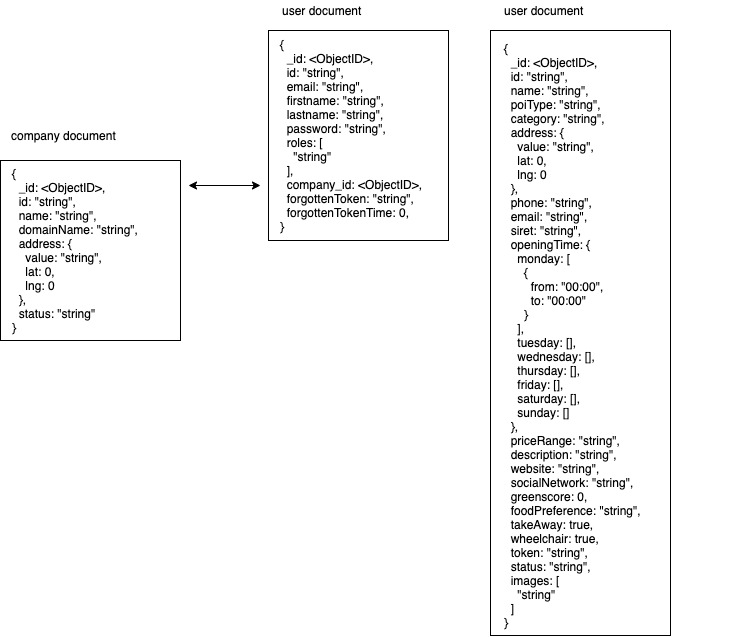 company document
{
_id: <ObjectID>,
id: "string",
name: "string",
domainName: "string",
address: {
value: "string",
lat: 0,
lng: 0
},
status: "string"
}
user document
{
_id: <ObjectID>,
id: "string",
email: "string",
firstname: "string",
lastname: "string",
password: "string",
roles: [
"string"
],
company_id: <ObjectID>,
forgottenToken: "string",
forgottenTokenTime: 0,
}
user document
{
_id: <ObjectID>,
id: "string",
name: "string",
poiType: "string",
category: "string",
address: {
value: "string",
lat: 0,
lng: 0
},
phone: "string",
email: "string",
siret: "string",
openingTime: {
monday: [
{
from: "00:00",
to: "00:00"
}
],
tuesday: [],
wednesday: [],
thursday: [],
friday: [],
saturday: [],
sunday: []
},
priceRange: "string",
description: "string",
website: "string",
socialNetwork: "string",
greenscore: 0,
foodPreference: "string",
takeAway: true,
wheelchair: true,
token: "string",
status: "string",
images: [
"string"
]
}